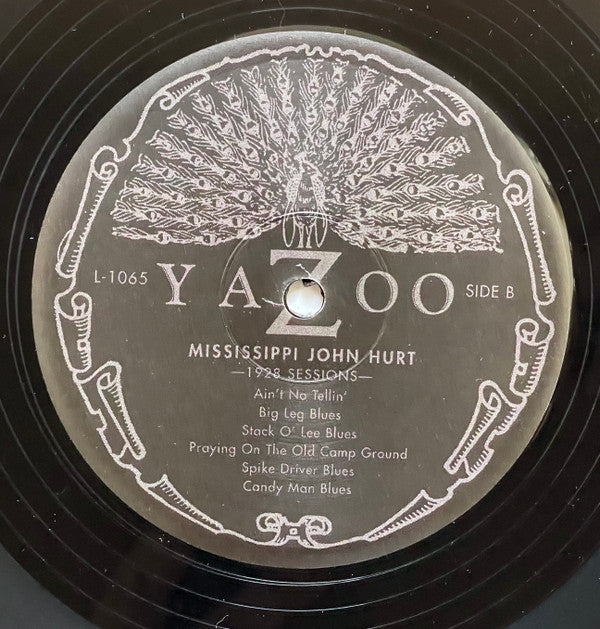 L-1065 YAZOO SIDE B
MISSISSIPPI JOHN HURT
—1928 SESSIONS—
Ain't No Tellin'
Big Leg Blues
Stack O' Lee Blues
Praying On The Old Camp Ground
Spike Driver Blues
Candy Man Blues